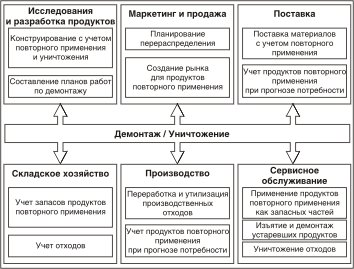 Исследования
и разработка продуктов
Конструирование с учетом
повторного применения
и уничтожения
Составление планов работ
по демонтажу
Маркетинг и продажа
Планирование
перераспределения
Создание рынка
для продуктов
повторного применения
Поставка
Поставка материалов
с учетом повторного
применения
Учет продуктов повторного
применения
при прогнозе потребности
Демонтаж / Уничтожение
Складское хозяйство
Учет запасов продуктов
повторного применения
Учет отходов
Производство
Переработка и утилизация
производственных
отходов
Учет продуктов повторного
применения
при прогнозе потребности
Сервисное
обслуживание
Применение продуктов
повторного применения
как запасных частей
Изъятие и демонтаж
устаревших продуктов
Уничтожение отходов